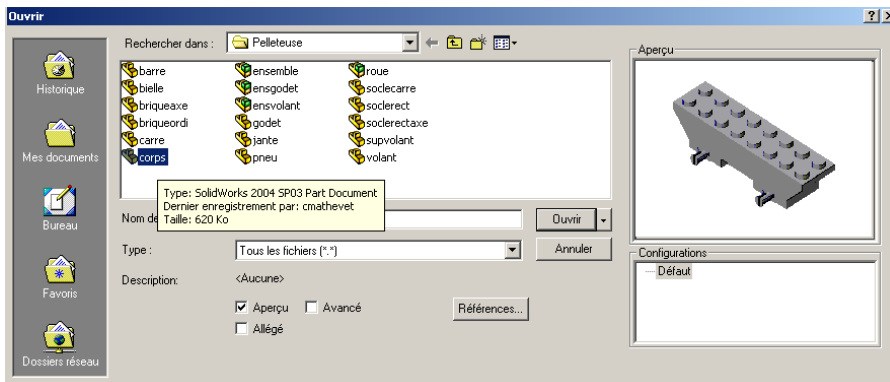 Ouvrir
Rechercher dans :
Pelleteuse
Historique
Mes documents
Bureau
Favoris
Dossiers réseau
barre
bielle
briqueaxe
briqueordi
carre
corps
ensemble
ensgodet
ensvolant
godet
jante
pneu
roue
soclecarre
soclerect
soclerectaxe
supvolant
volant
Type: SolidWorks 2004 SP03 Part Document
Dernier enregistrement par: cmathevet
Taille: 620 Ko
Nom de
Ouvrir
Type :
Tous les fichiers (*.*)
Annuler
Description:
<Aucune>
Aperçu
Avancé
Références...
Allégé
Aperçu
Configurations
Défaut